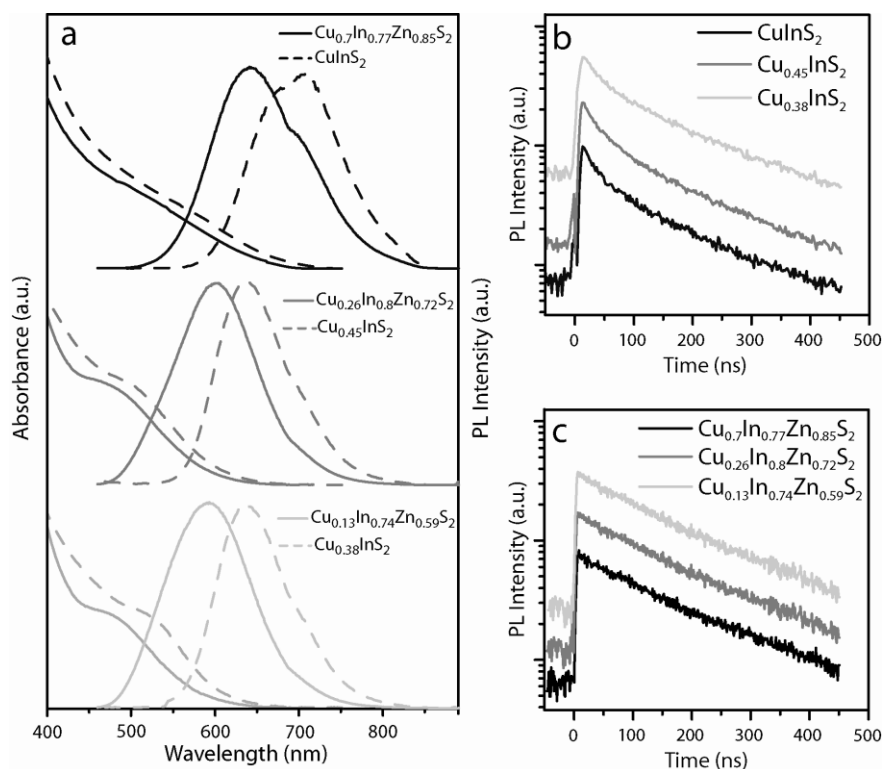 a
Cu0.7In0.77Zn0.85S2
CuInS2
Cu0.26In0.8Zn0.72S2
Cu0.45InS2
Cu0.13In0.74Zn0.59S2
Cu0.38InS2
Absorbance (a.u.)
PL Intensity (a.u.)
400 500 600 700 800
Wavelength (nm)
b
CuInS2
Cu0.45InS2
Cu0.38InS2
PL Intensity (a.u.)
0 100 200 300 400 500
Time (ns)
c
Cu0.7In0.77Zn0.85S2
Cu0.26In0.8Zn0.72S2
Cu0.13In0.74Zn0.59S2
PL Intensity (a.u.)
0 100 200 300 400 500
Time (ns)